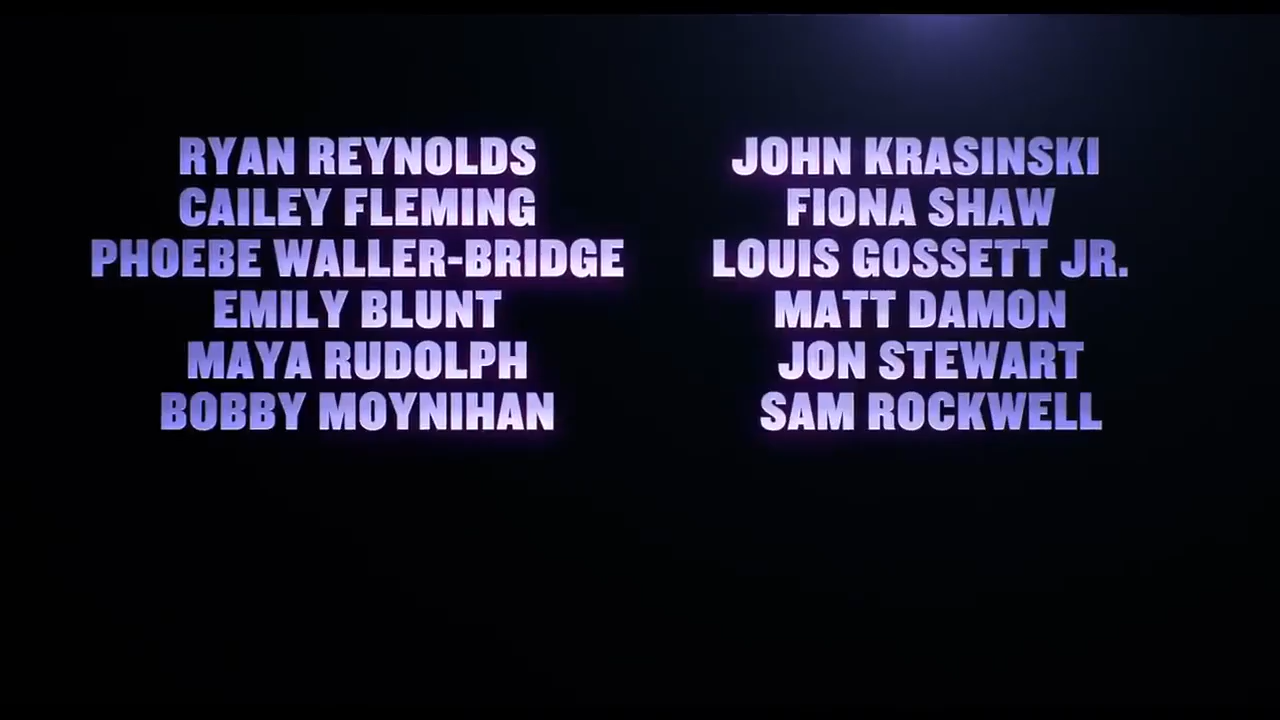 RYAN REYNOLDS
CAILEY FLEMING
PHOEBE WALLER-BRIDGE
EMILY BLUNT
MAYA RUDOLPH
BOBBY MOYNIHAN
JOHN KRASINSKI
FIONA SHAW
LOUIS GOSSETT JR.
MATT DAMON
JON STEWART
SAM ROCKWELL